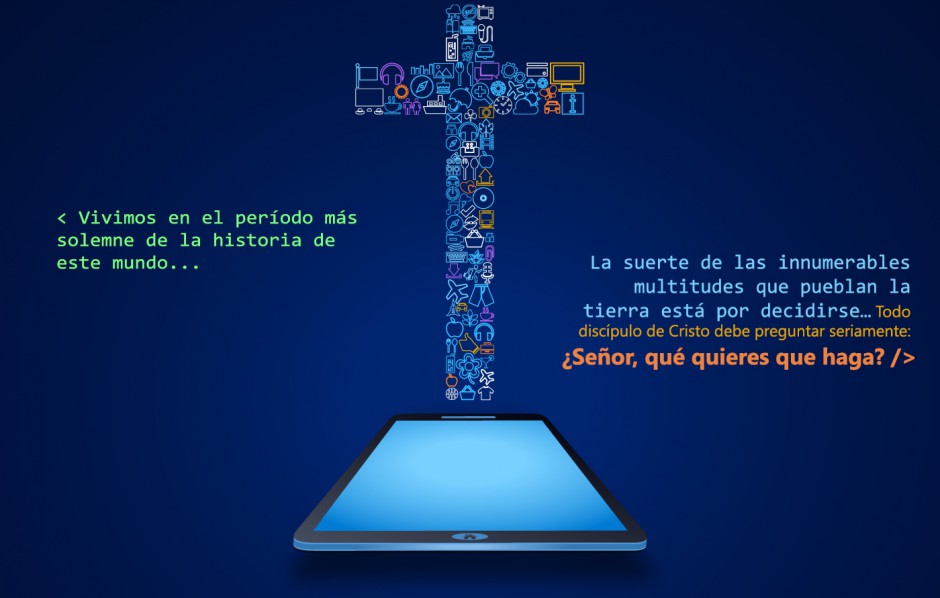 < Vivimos en el período más
solemne de la historia de
este mundo...
La suerte de las innumerables
multitudes que pueblan la
tierra está por decidirse… Todo
discípulo de Cristo debe preguntar seriamente:
¿Señor, qué quieres que haga? />